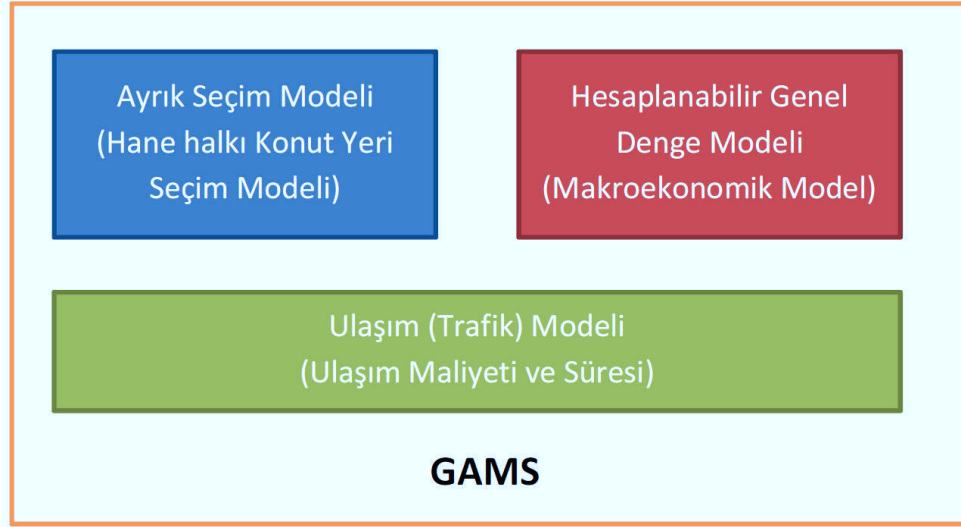 Ayrık Seçim Modeli
(Hane halkı Konut Yeri
Seçim Modeli)
Hesaplanabilir Genel
Denge Modeli
(Makroekonomik Model)
Ulaşım (Trafik) Modeli
(Ulaşım Maliyeti ve Süresi)
GAMS